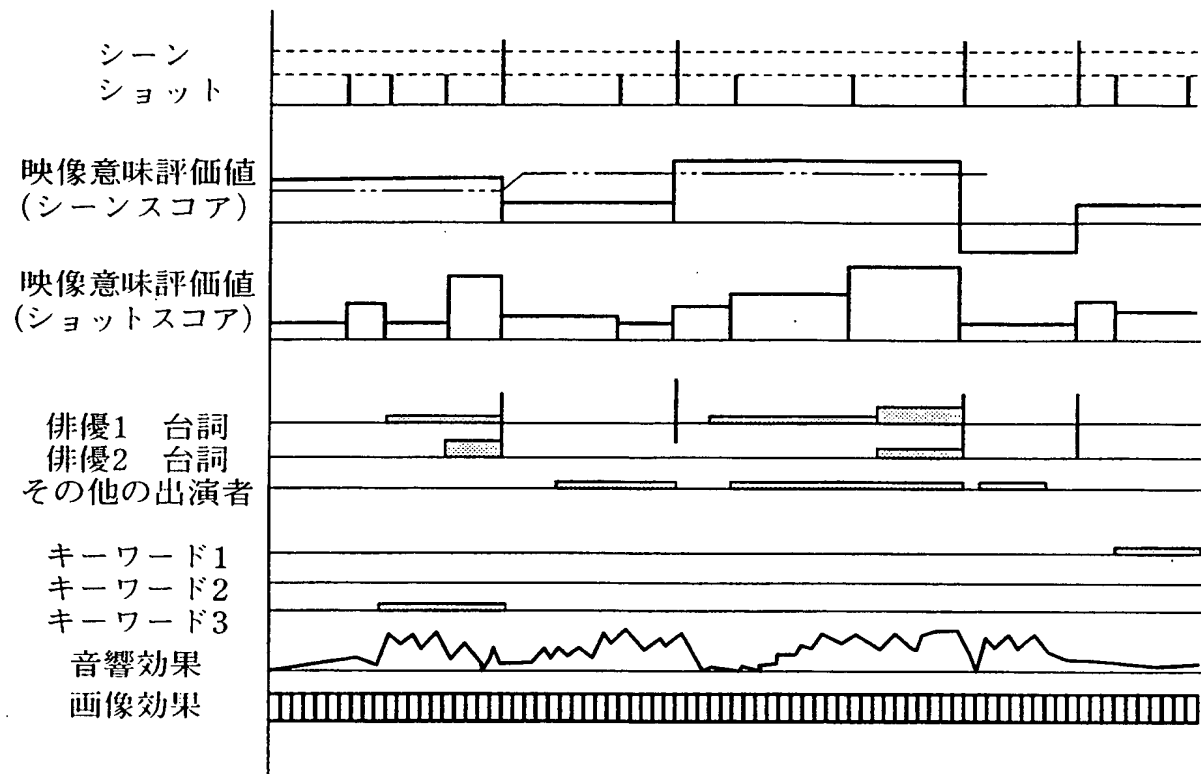 シーン
ショット
映像意味評価値
(シーンスコア)
映像意味評価値
(ショットスコア)
俳優1 台詞
俳優2 台詞
その他の出演者
キーワード1
キーワード2
キーワード3
音響効果
画像効果